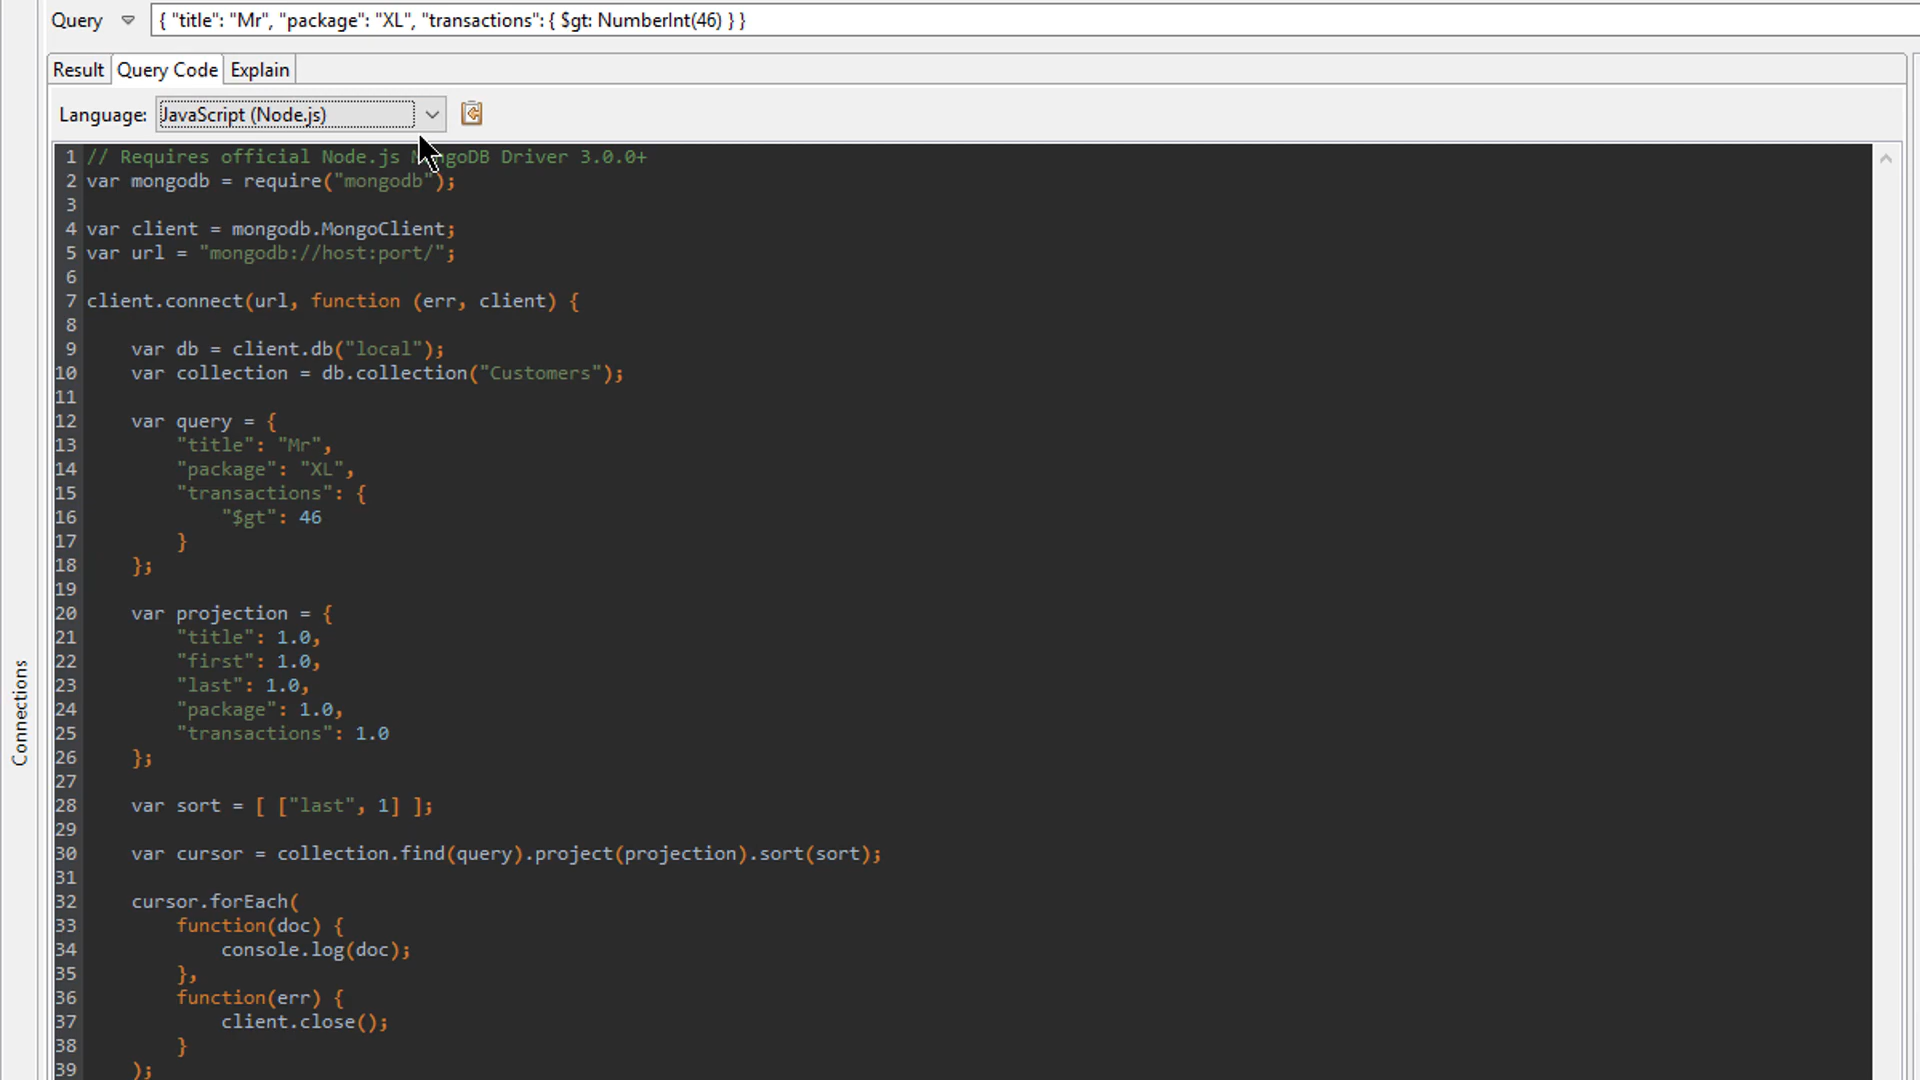 Query { "title": "Mr", "package": "XL", "transactions": { $gt: NumberInt(46) } }
Result Query Code Explain
Language: JavaScript (Node.js)
1 // Requires official Node.js M ngoDB Driver 3.0.0+
2 var mongodb = require("mongodb");
3
4 var client = mongodb.MongoClient;
5 var url = "mongodb://host:port/";
6
7 client.connect(url, function (err, client) {
8
9     var db = client.db("local");
10     var collection = db.collection("Customers");
11
12     var query = {
13         "title": "Mr",
14         "package": "XL",
15         "transactions": {
16             "$gt": 46
17         }
18     };
19
20     var projection = {
21         "title": 1.0,
22         "first": 1.0,
23         "last": 1.0,
24         "package": 1.0,
25         "transactions": 1.0
26     };
27
28     var sort = [ ["last", 1] ];
29
30     var cursor = collection.find(query).project(projection).sort(sort);
31
32     cursor.forEach(
33         function(doc) {
34             console.log(doc);
35         },
36         function(err) {
37             client.close();
38         }
39     );
Connections